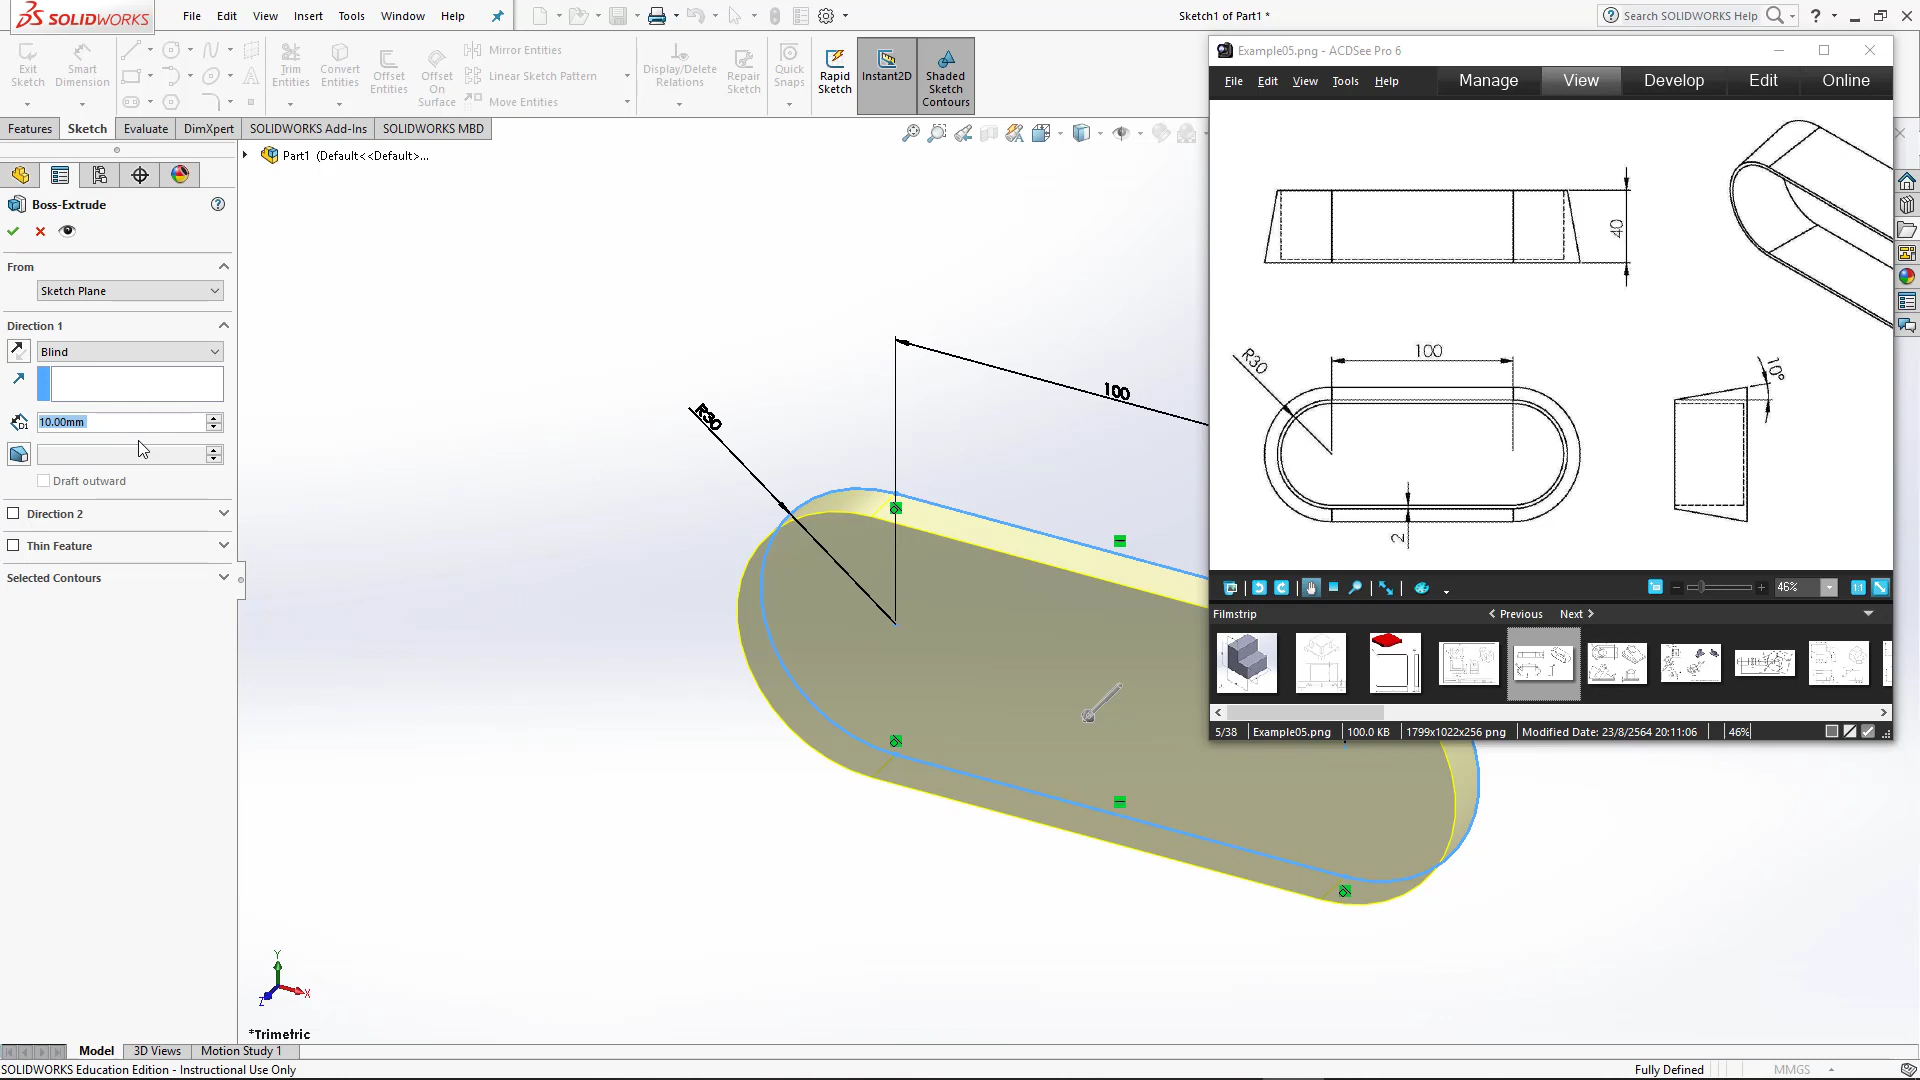 SOLIDWORKS
File Edit View Insert Tools Window Help
Sketch1 of Part1 *
Search SOLIDWORKS Help
Exit Sketch
Smart Dimension
Trim Entities
Convert Entities
Offset Entities
Offset On Surface
Mirror Entities
Linear Sketch Pattern
Move Entities
Display/Delete Relations
Repair Sketch
Quick Snaps
Rapid Sketch
Instant2D
Shaded Sketch Contours
Features Sketch Evaluate DimXpert SOLIDWORKS Add-Ins SOLIDWORKS MBD
Part1 (Default<<Default>...
Boss-Extrude
From
Sketch Plane
Direction 1
Blind
D1
10.00mm
Draft outward
Direction 2
Thin Feature
Selected Contours
R30
100
Y
X
Z
*Trimetric
Example05.png - ACDSee Pro 6
File Edit View Tools Help
Manage View Develop Edit Online
40
R30
100
10°
2
46%
Filmstrip
Previous Next
5/38 Example05.png 100.0 KB 1799x1022x256 png Modified Date: 23/8/2564 20:11:06 46%
Model 3D Views Motion Study 1
SOLIDWORKS Education Edition - Instructional Use Only
Fully Defined
MMGS